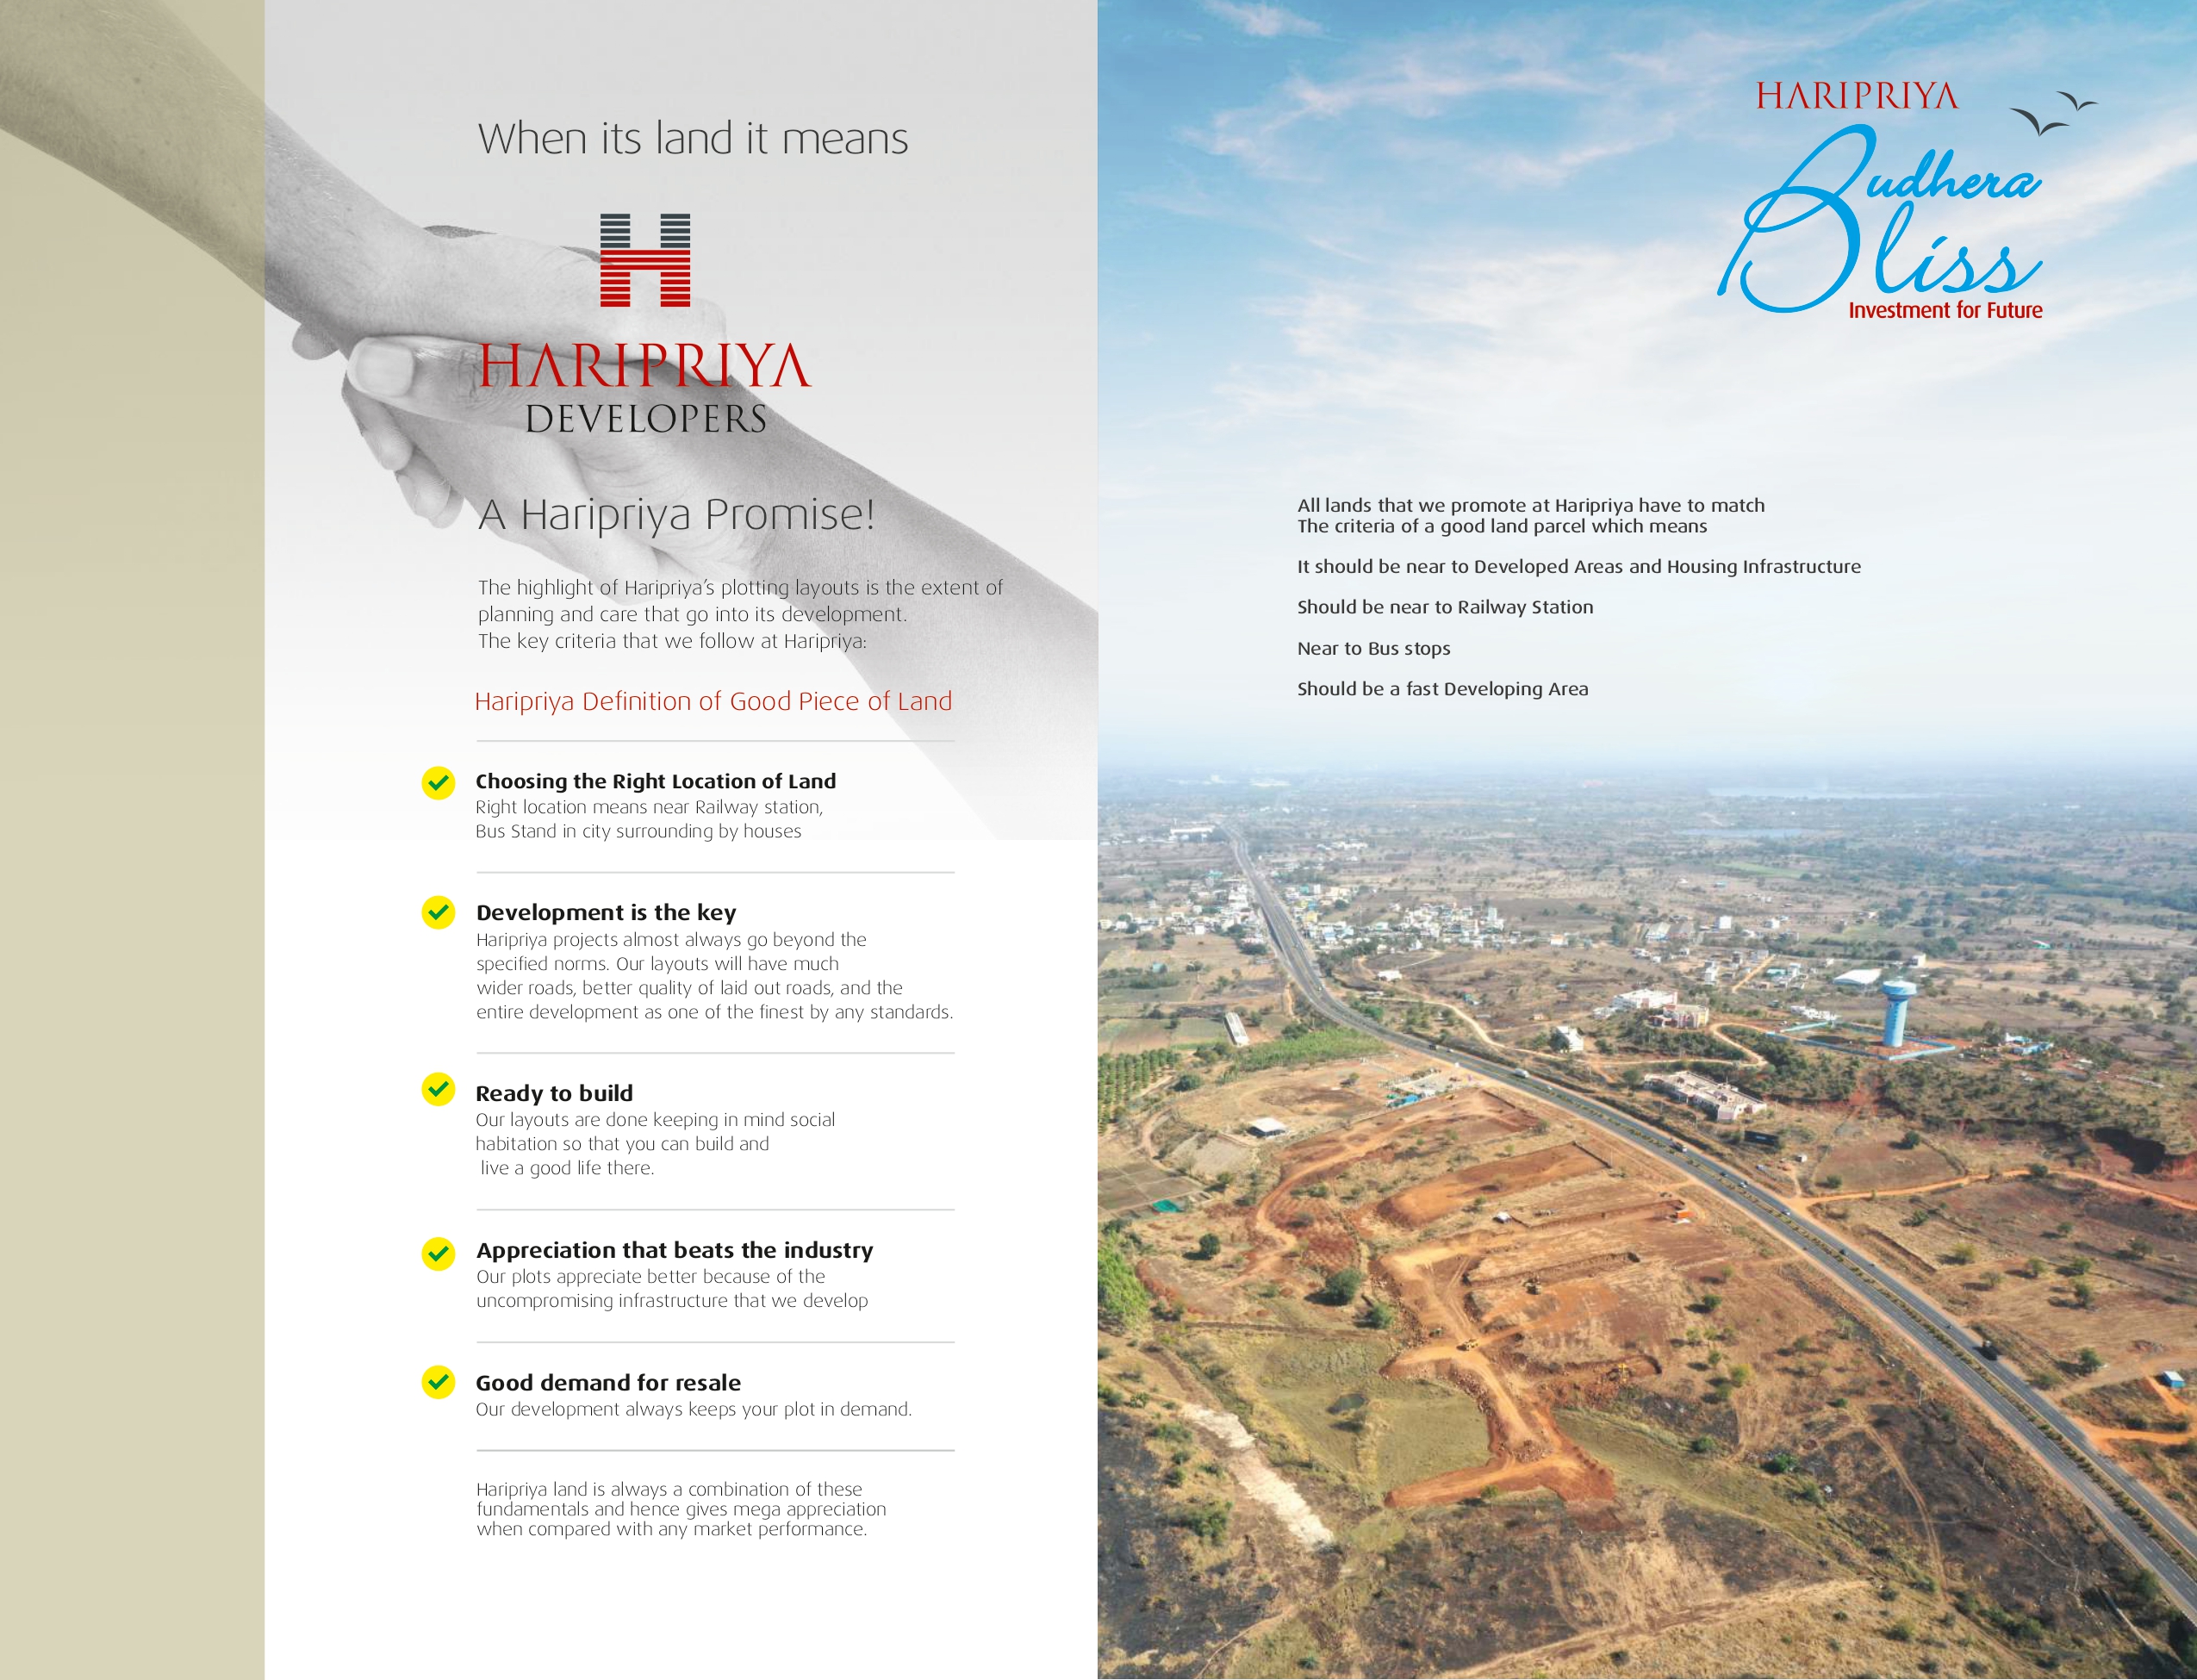 When its land it means
H
HARIPRIYA
DEVELOPERS
A Haripriya Promise!
The highlight of Haripriya's plotting layouts is the extent of
planning and care that go into its development.
The key criteria that we follow at Haripriya:
Haripriya Definition of Good Piece of Land
Choosing the Right Location of Land
Right location means near Railway station,
Bus Stand in city surrounding by houses
Development is the key
Haripriya projects almost always go beyond the
specified norms. Our layouts will have much
wider roads, better quality of laid out roads, and the
entire development as one of the finest by any standards.
Ready to build
Our layouts are done keeping in mind social
habitation so that you can build and
live a good life there.
Appreciation that beats the industry
Our plots appreciate better because of the
uncompromising infrastructure that we develop
Good demand for resale
Our development always keeps your plot in demand.
Haripriya land is always a combination of these
fundamentals and hence gives mega appreciation
when compared with any market performance.
HARIPRIYA
Budhera
Bliss
Investment for Future
All lands that we promote at Haripriya have to match
The criteria of a good land parcel which means
It should be near to Developed Areas and Housing Infrastructure
Should be near to Railway Station
Near to Bus stops
Should be a fast Developing Area